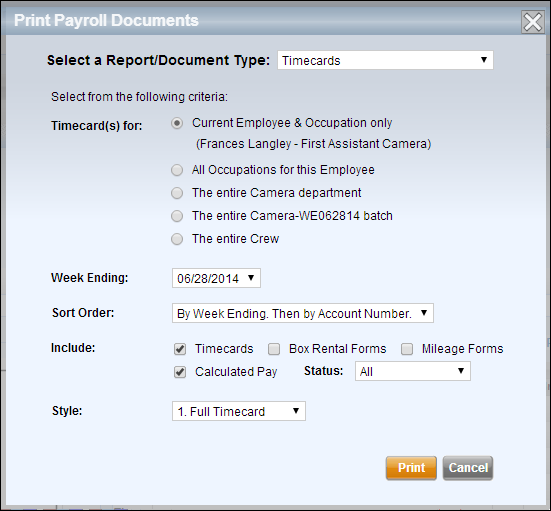 Print Payroll Documents
Select a Report/Document Type: Timecards
Select from the following criteria:
Timecard(s) for: Current Employee & Occupation only
(Frances Langley - First Assistant Camera)
All Occupations for this Employee
The entire Camera department
The entire Camera-WE062814 batch
The entire Crew
Week Ending: 06/28/2014
Sort Order: By Week Ending. Then by Account Number.
Include: Timecards Box Rental Forms Mileage Forms
Calculated Pay Status: All
Style: 1. Full Timecard
Print Cancel